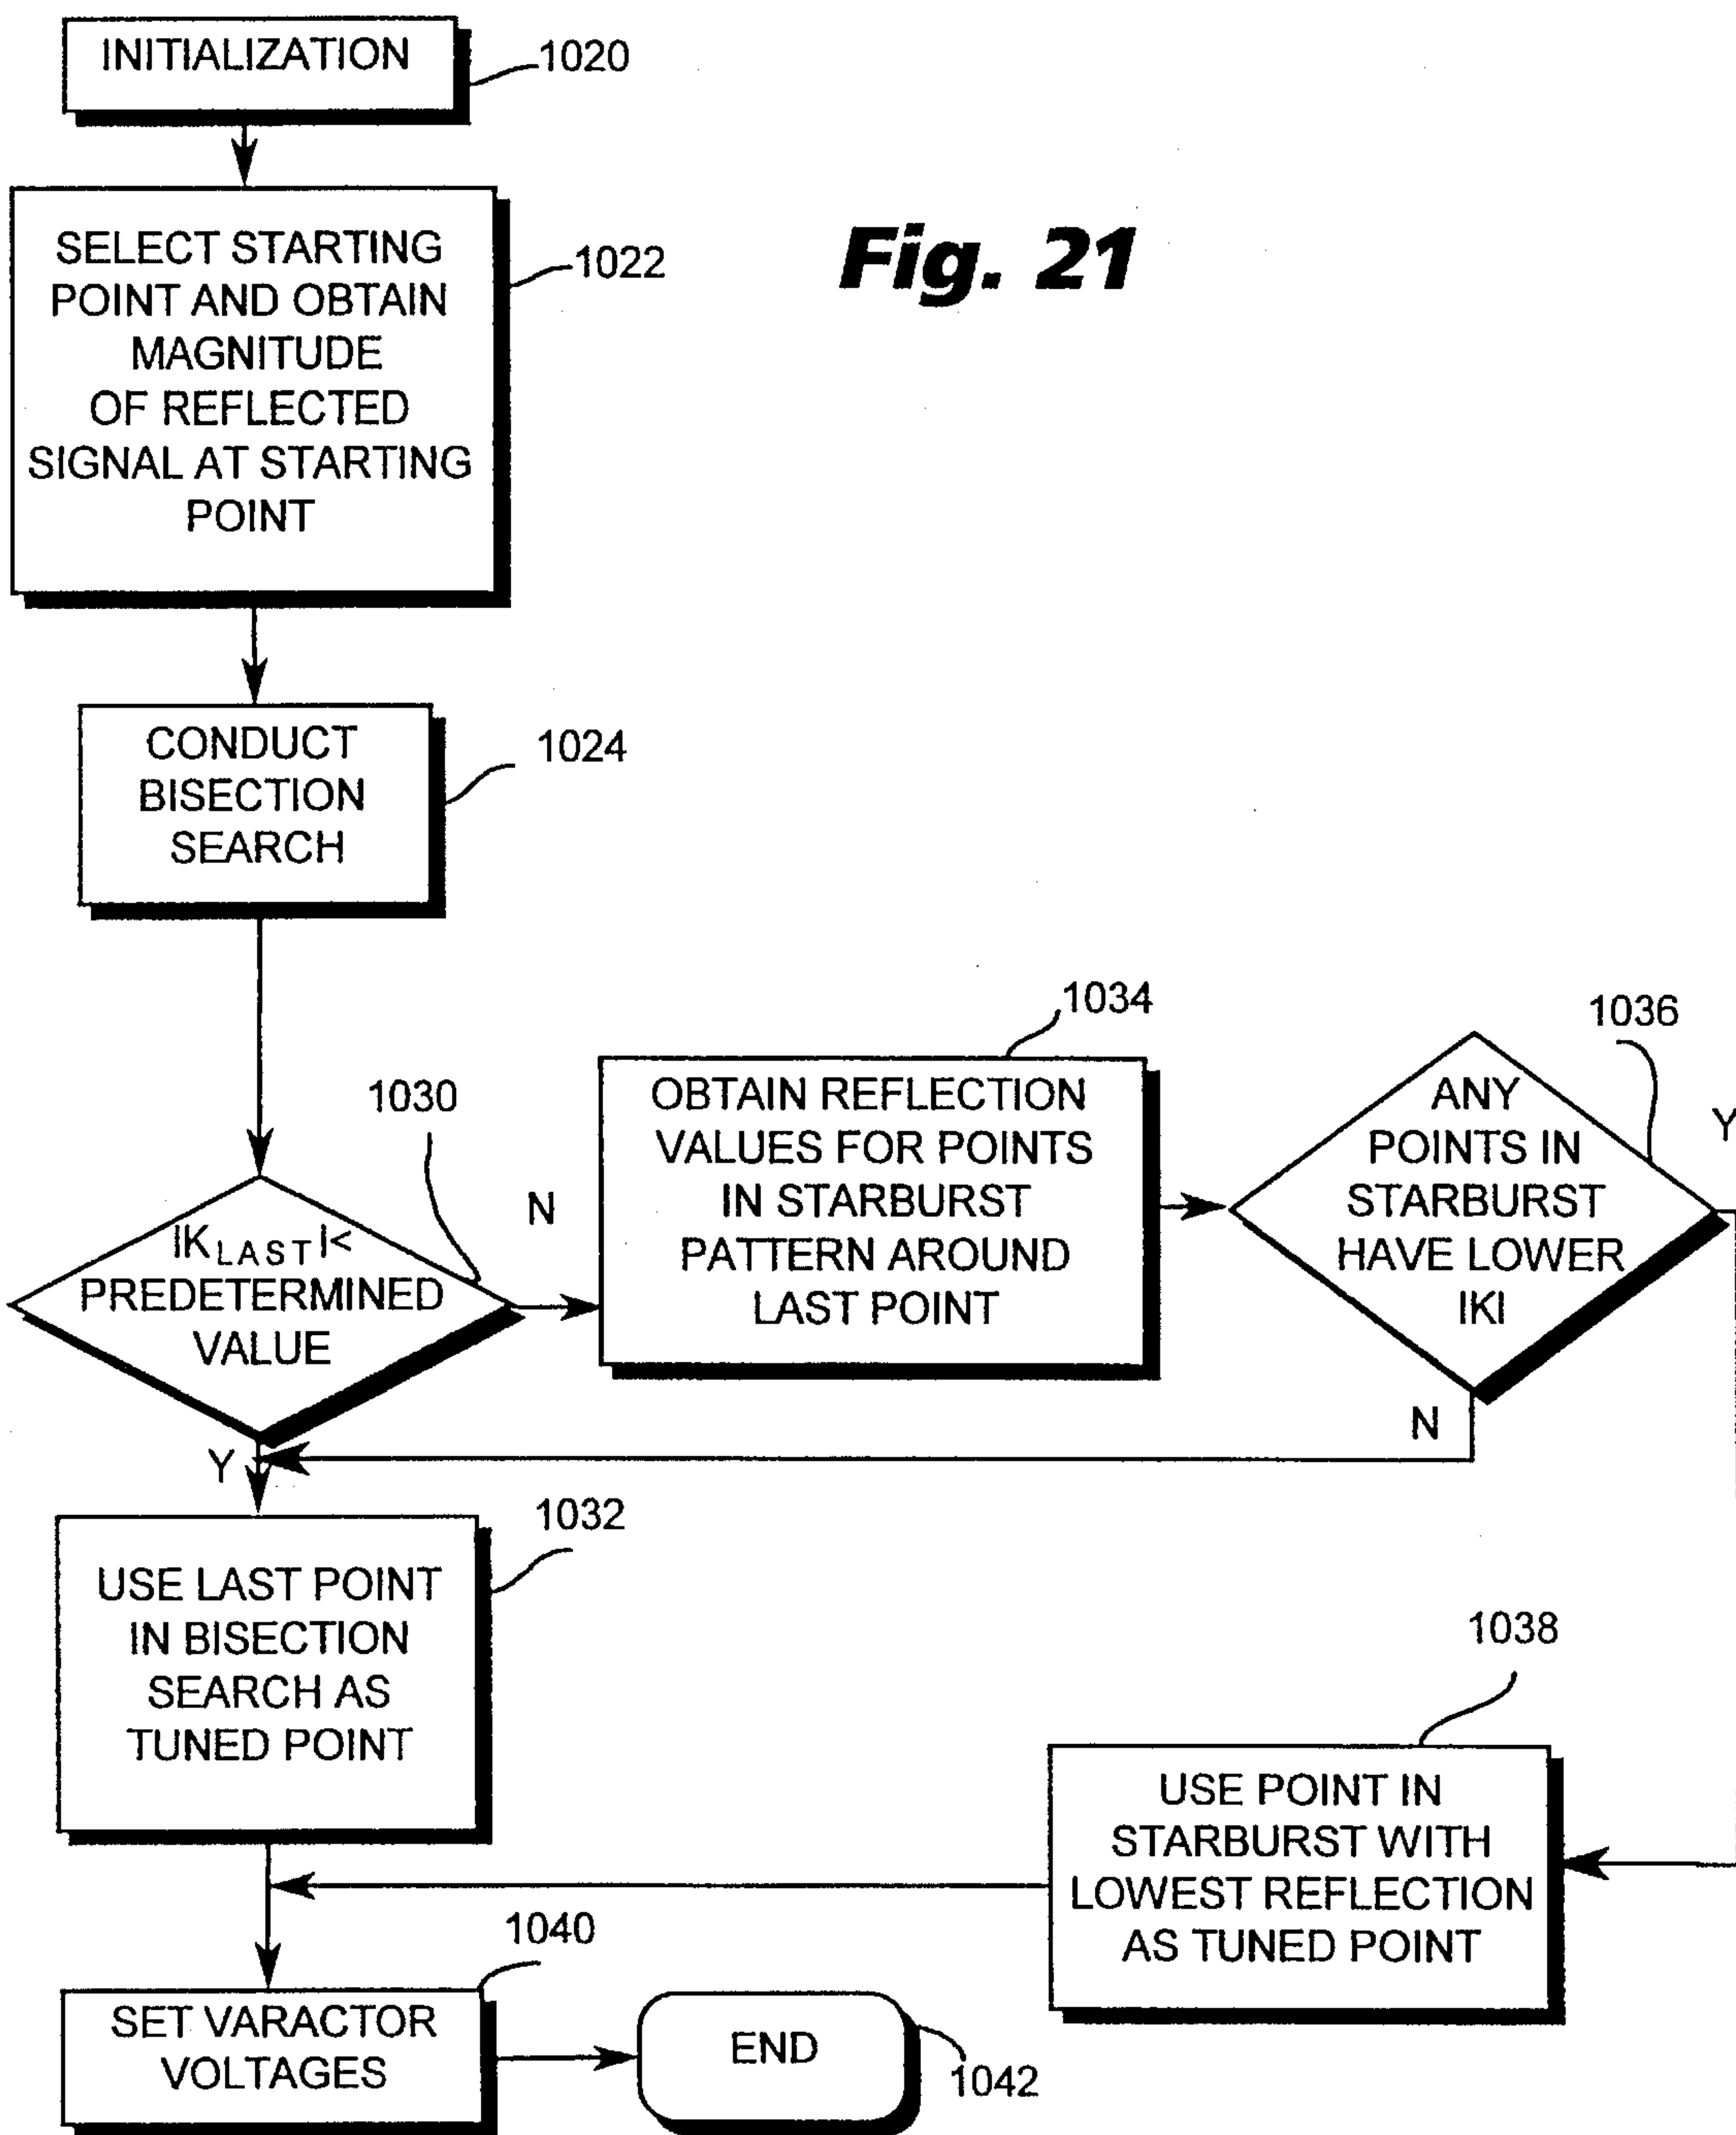 INITIALIZATION
1020
SELECT STARTING
POINT AND OBTAIN
MAGNITUDE
OF REFLECTED
SIGNAL AT STARTING
POINT
1022
Fig. 21
CONDUCT
BISECTION
SEARCH
1024
1030
IK LAST I<
PREDETERMINED
VALUE
N
Y
1034
OBTAIN REFLECTION
VALUES FOR POINTS
IN STARBURST
PATTERN AROUND
LAST POINT
1036
ANY
POINTS IN
STARBURST
HAVE LOWER
IKI
Y
N
1032
USE LAST POINT
IN BISECTION
SEARCH AS
TUNED POINT
1038
USE POINT IN
STARBURST WITH
LOWEST REFLECTION
AS TUNED POINT
1040
SET VARACTOR
VOLTAGES
END
1042